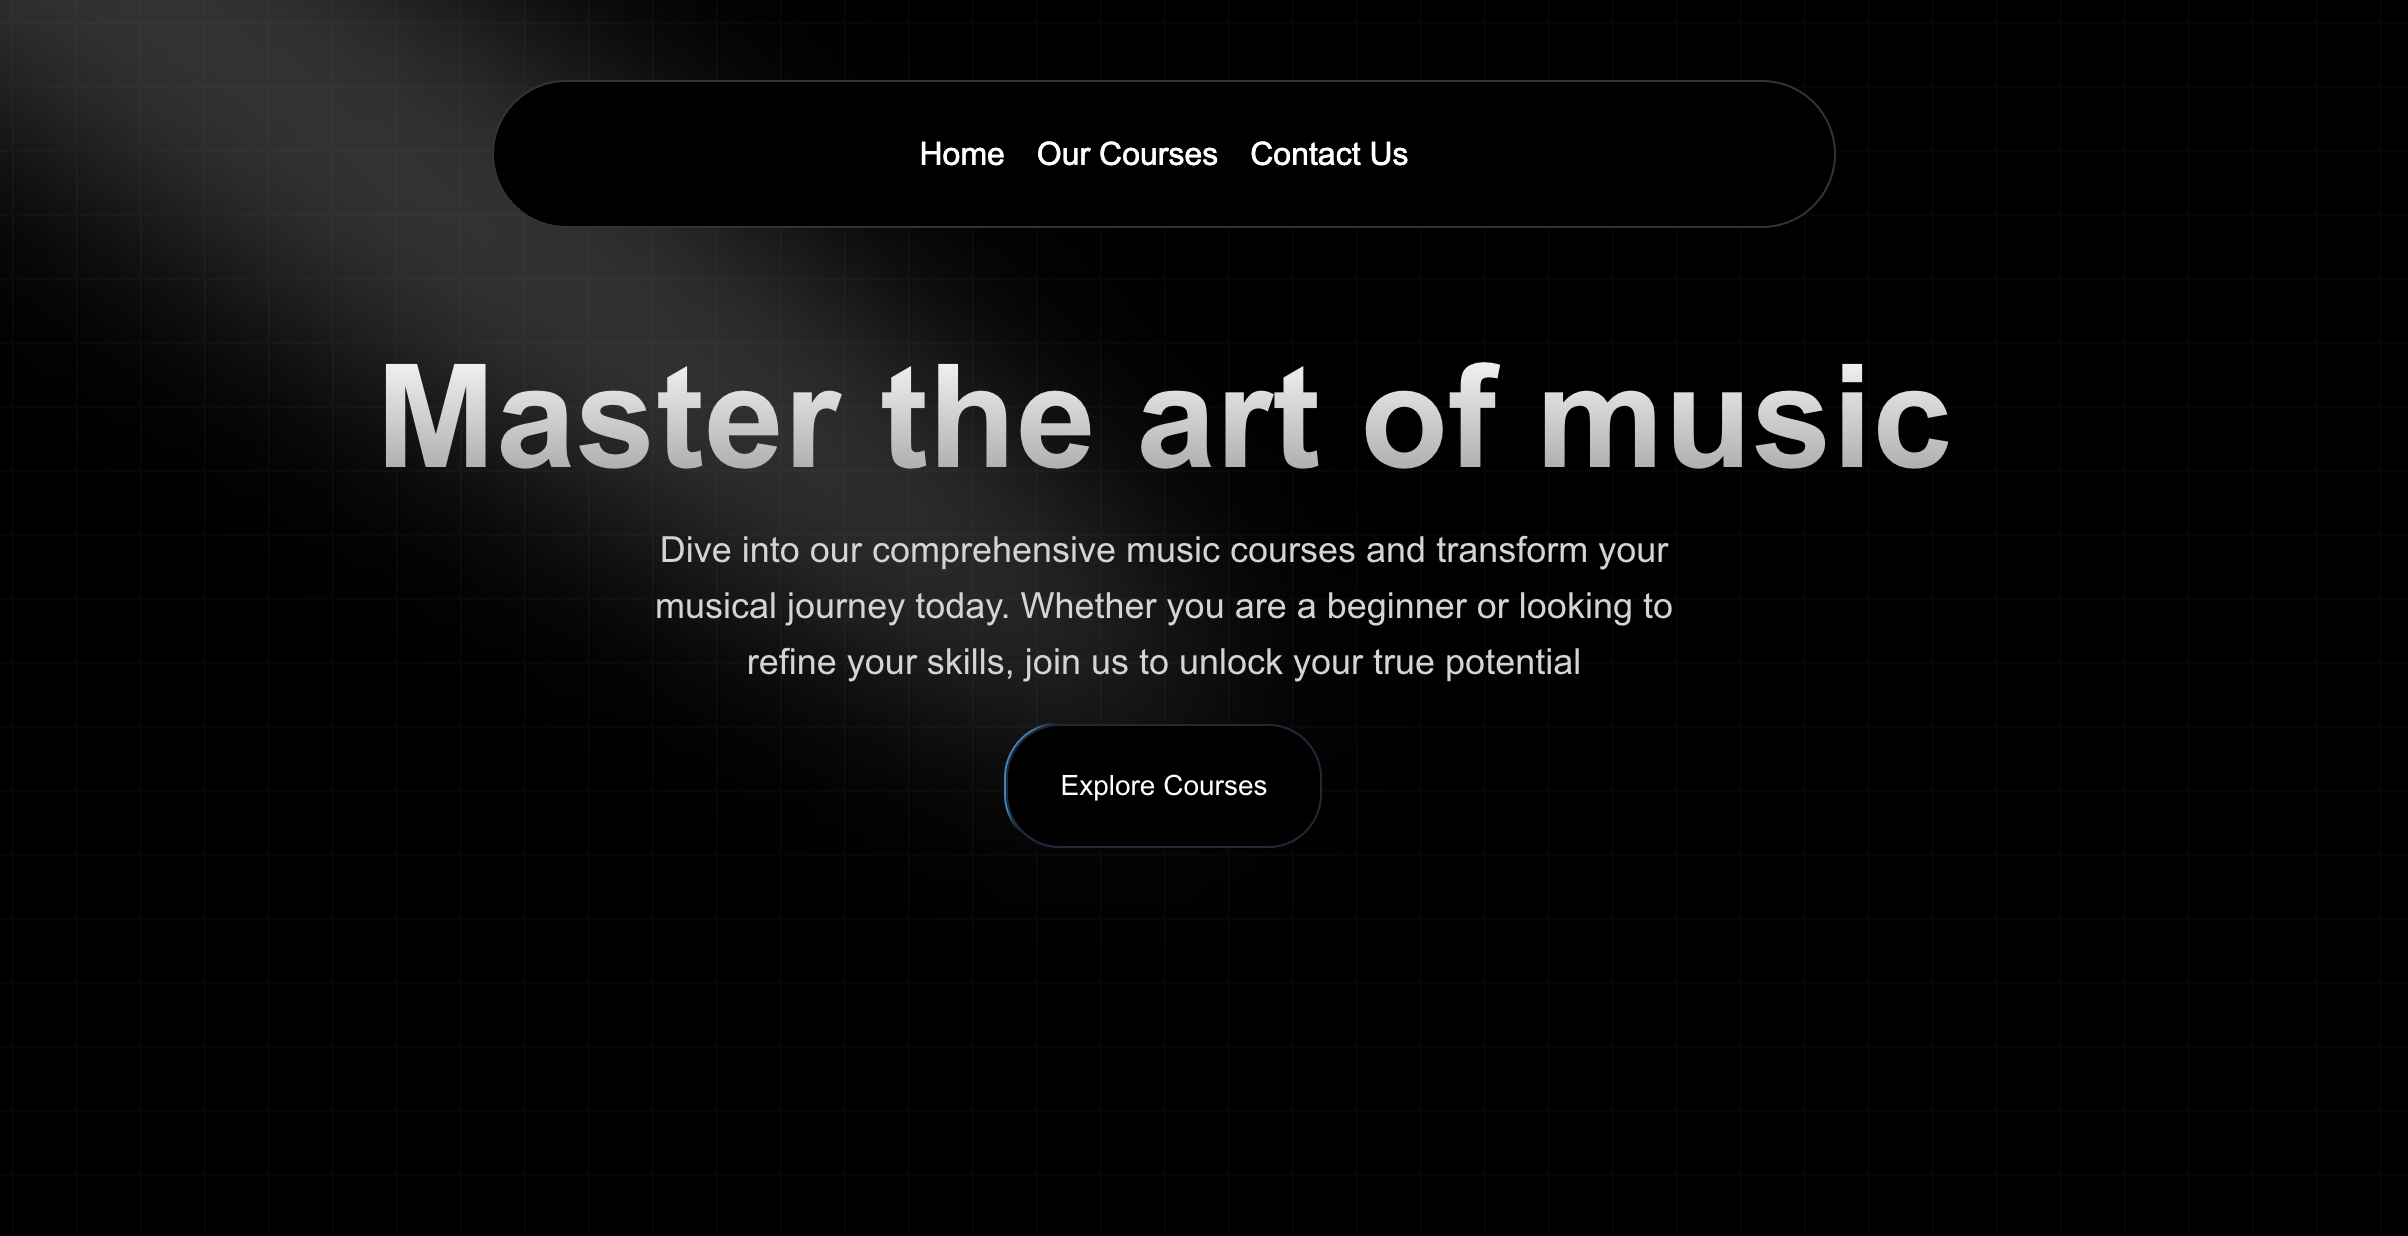 Home Our Courses Contact Us
Master the art of music
Dive into our comprehensive music courses and transform your
musical journey today. Whether you are a beginner or looking to
refine your skills, join us to unlock your true potential
Explore Courses